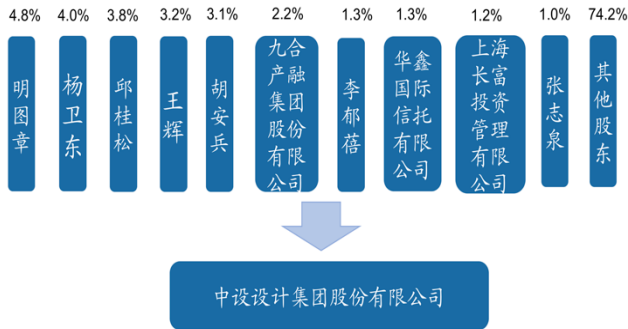 4.8% 4.0% 3.8% 3.2% 3.1% 2.2% 1.3% 1.3% 1.2% 1.0% 74.2%
明图章
杨卫东
邱桂松
王辉
胡安兵
九合
产融
集团
股份
有限
公司
李郁蓓
华鑫
国际
信托
有限
公司
上海
长富
投资
管理
有限
公司
张志泉
其他股东
中设设计集团股份有限公司